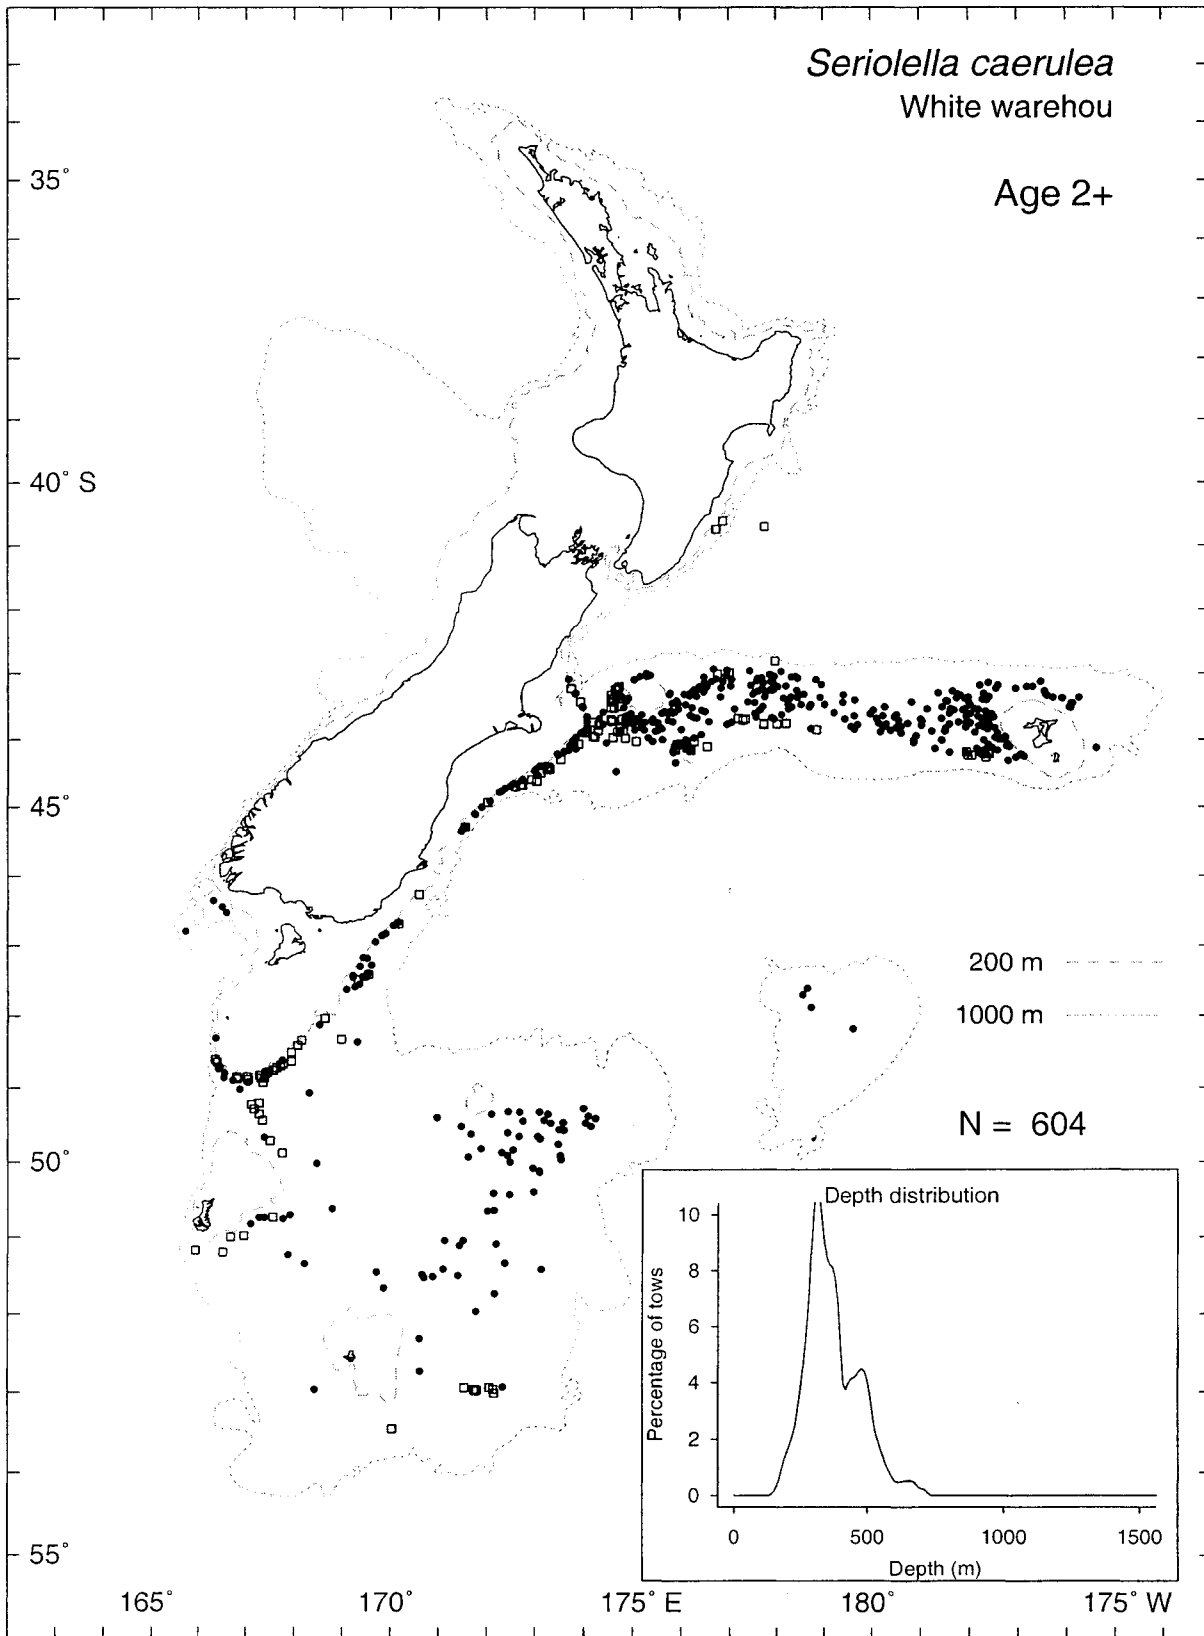 Seriolella caerulea
White warehou
Age 2+
35°
40° S
45°
50°
55°
200 m
1000 m
N = 604
Depth distribution
Percentage of tows
10
8
6
4
2
0
0 500 1000 1500
Depth (m)
165° 170° 175° E 180° 175° W